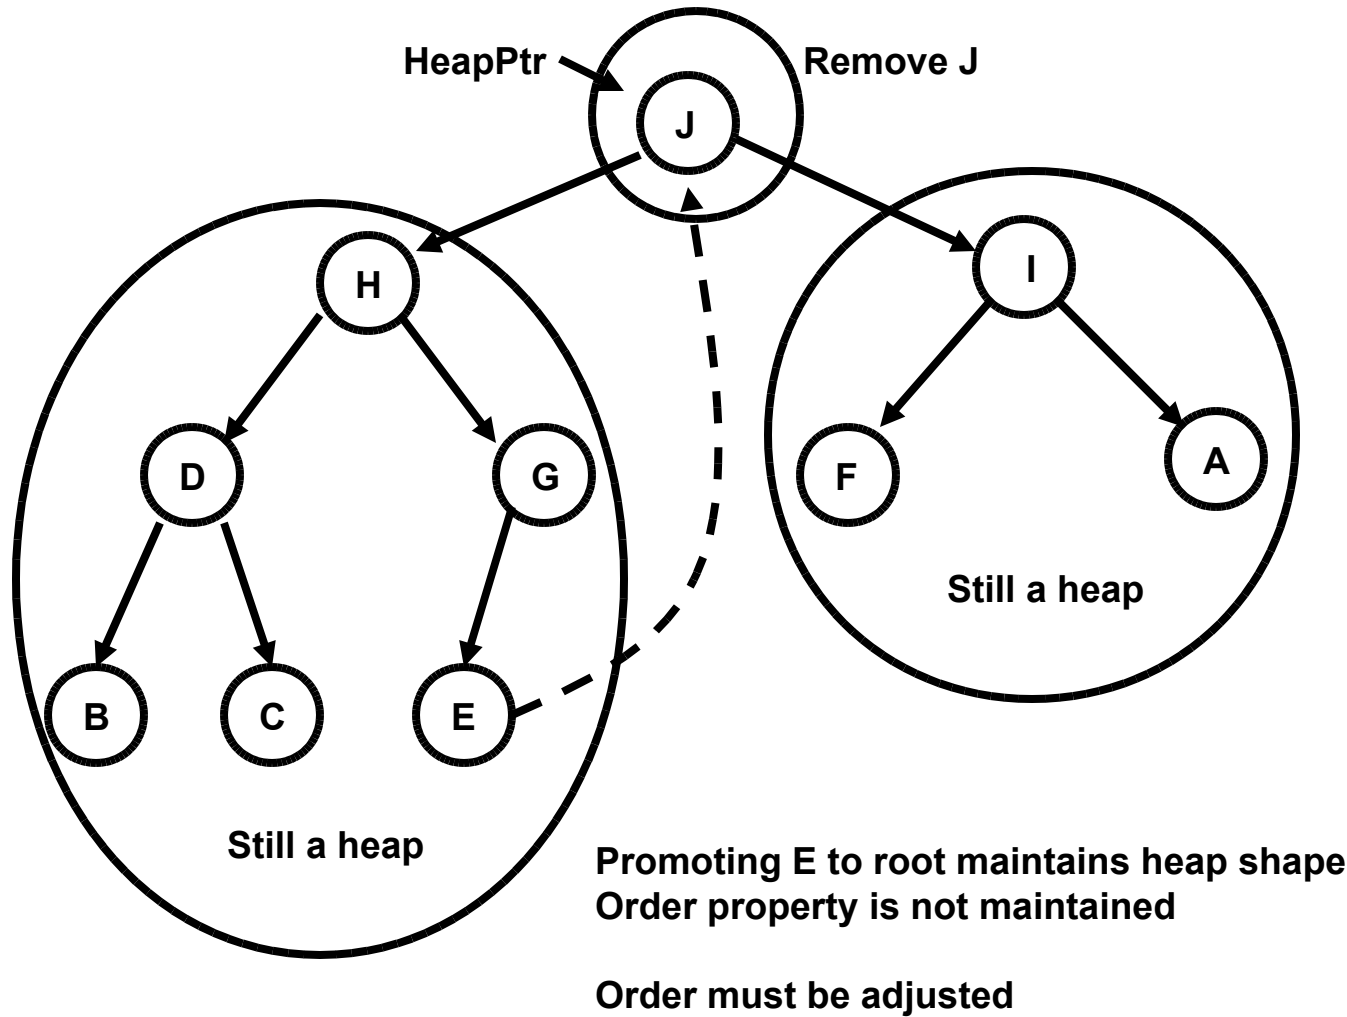 HeapPtr
Remove J
J
H
I
D
G
F
A
B
C
E
Still a heap
Still a heap
Promoting E to root maintains heap shape
Order property is not maintained
Order must be adjusted